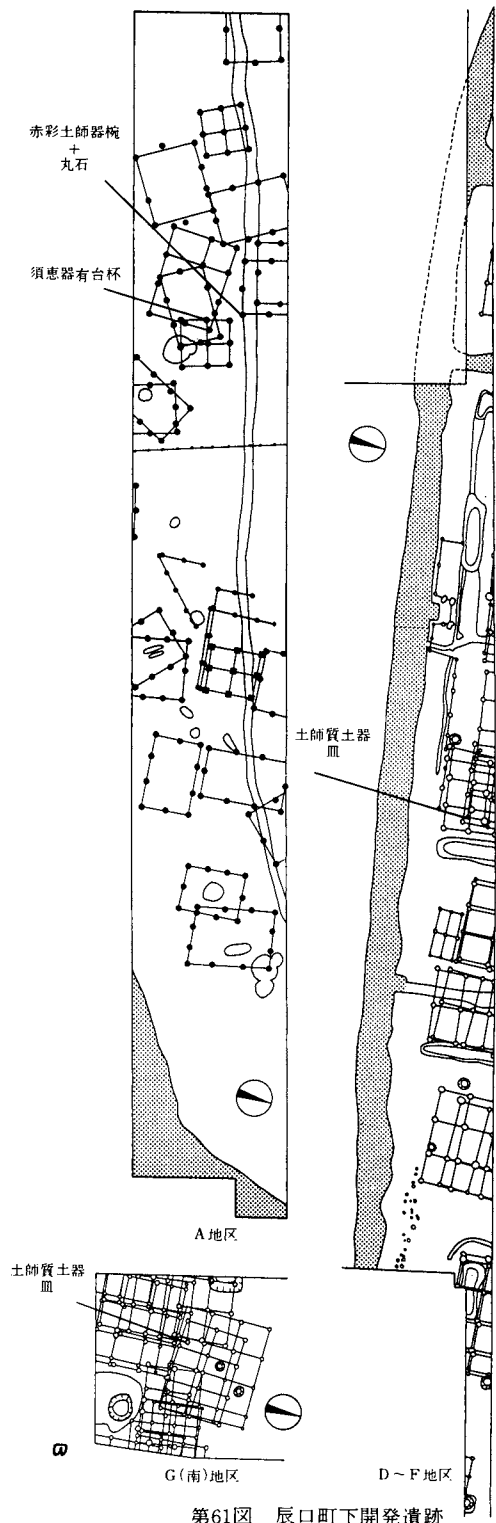 赤彩土師器椀
+
丸石
須恵器有台杯
土師質土器
皿
A地区
土師質土器
皿
G(南)地区
D～F地区
第61図 辰口町下開発遺跡